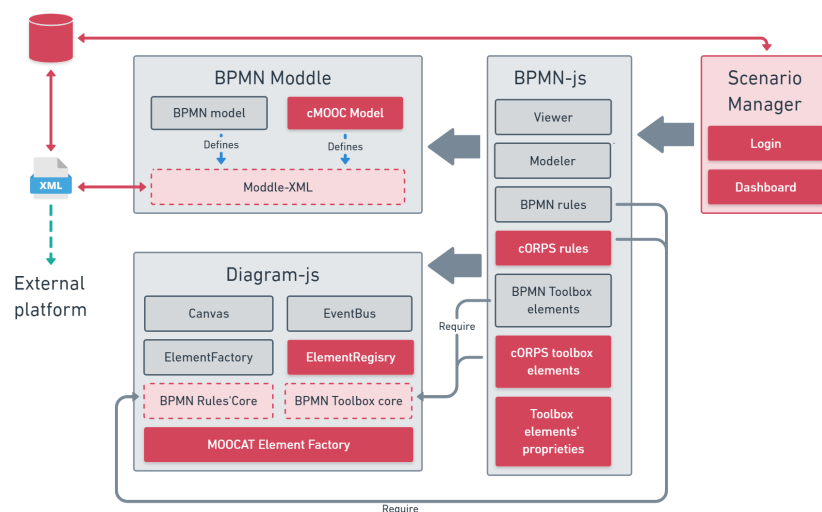 BPMN Moddle
BPMN model
cMOOC Model
Defines
Defines
Moddle-XML
XML
External
platform
Diagram-js
Canvas
EventBus
ElementFactory
ElementRegisry
BPMN Rules'Core
BPMN Toolbox core
MOOCAT Element Factory
BPMN-js
Viewer
Modeler
BPMN rules
cORPS rules
BPMN Toolbox
elements
cORPS toolbox
elements
Toolbox
elements'
proprieties
Require
Require
Scenario
Manager
Login
Dashboard